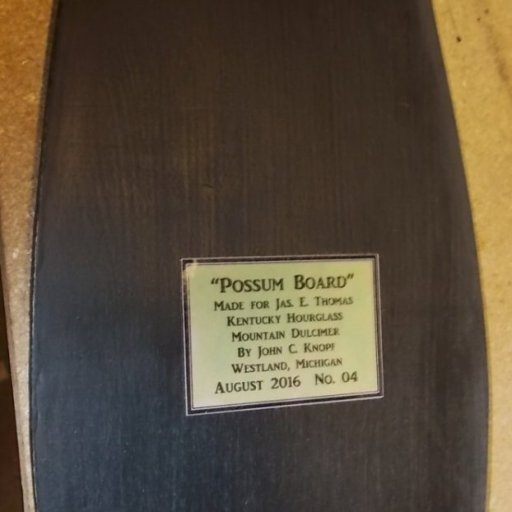 "Possum Board"
Made for Jas. E. Thomas
Kentucky Hourglass
Mountain Dulcimer
By John C. Knopf
Westland, Michigan
August 2016 No. 04